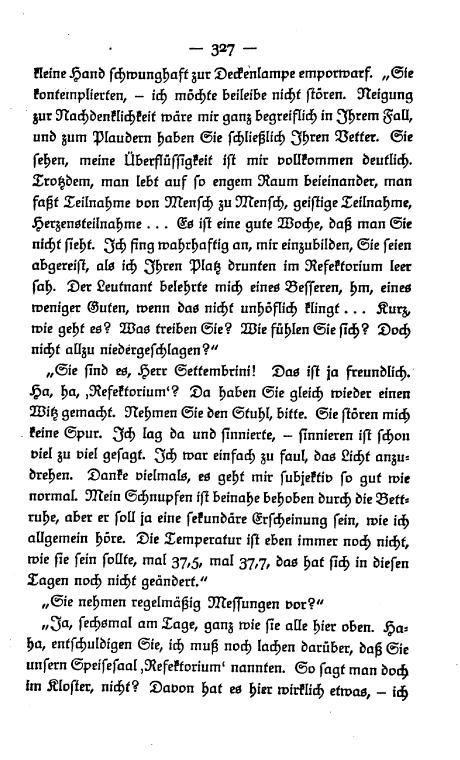 — 327 —
kleine Hand schwunghaft zur Deckenlampe emporwarf. „Sie
kontemplierten, – ich möchte beileibe nicht stören. Neigung
zur Nachdenklichkeit wäre mir ganz begreiflich in Ihrem Fall,
und zum Plaudern haben Sie schließlich Ihren Vetter. Sie
sehen, meine Überflüssigkeit ist mir vollkommen deutlich.
Trotzdem, man lebt auf so engem Raum beieinander, man
faßt Teilnahme von Mensch zu Mensch, geistige Teilnahme,
Herzensteilnahme ... Es ist eine gute Woche, daß man Sie
nicht sieht. Ich fing wahrhaftig an, mir einzubilden, Sie seien
abgereist, als ich Ihren Platz drunten im Refektorium leer
sah. Der Leutnant belehrte mich eines Besseren, hm, eines
weniger Guten, wenn das nicht unhöflich klingt ... Kurz,
wie geht es? Was treiben Sie? Wie fühlen Sie sich? Doch
nicht allzu niedergeschlagen?“
„Sie sind es, Herr Settembrini! Das ist ja freundlich.
Ha, ha, ‚Refektorium‘? Da haben Sie gleich wieder einen
Witz gemacht. Nehmen Sie den Stuhl, bitte. Sie stören mich
keine Spur. Ich lag da und sinnierte, – sinnieren ist schon
viel zu viel gesagt. Ich war einfach zu faul, das Licht anzu-
drehen. Danke vielmals, es geht mir subjektiv so gut wie
normal. Mein Schnupfen ist beinahe behoben durch die Bett-
ruhe, aber er soll ja eine sekundäre Erscheinung sein, wie ich
allgemein höre. Die Temperatur ist eben immer noch nicht,
wie sie sein sollte, mal 37,5, mal 37,7, das hat sich in diesen
Tagen noch nicht geändert.“
„Sie nehmen regelmäßig Messungen vor?“
„Ja, sechsmal am Tage, ganz wie sie alle hier oben. Ha-
ha, entschuldigen Sie, ich muß noch lachen darüber, daß Sie
unsern Speisesaal ‚Refektorium‘ nannten. So sagt man doch
im Kloster, nicht? Davon hat es hier wirklich etwas, – ich